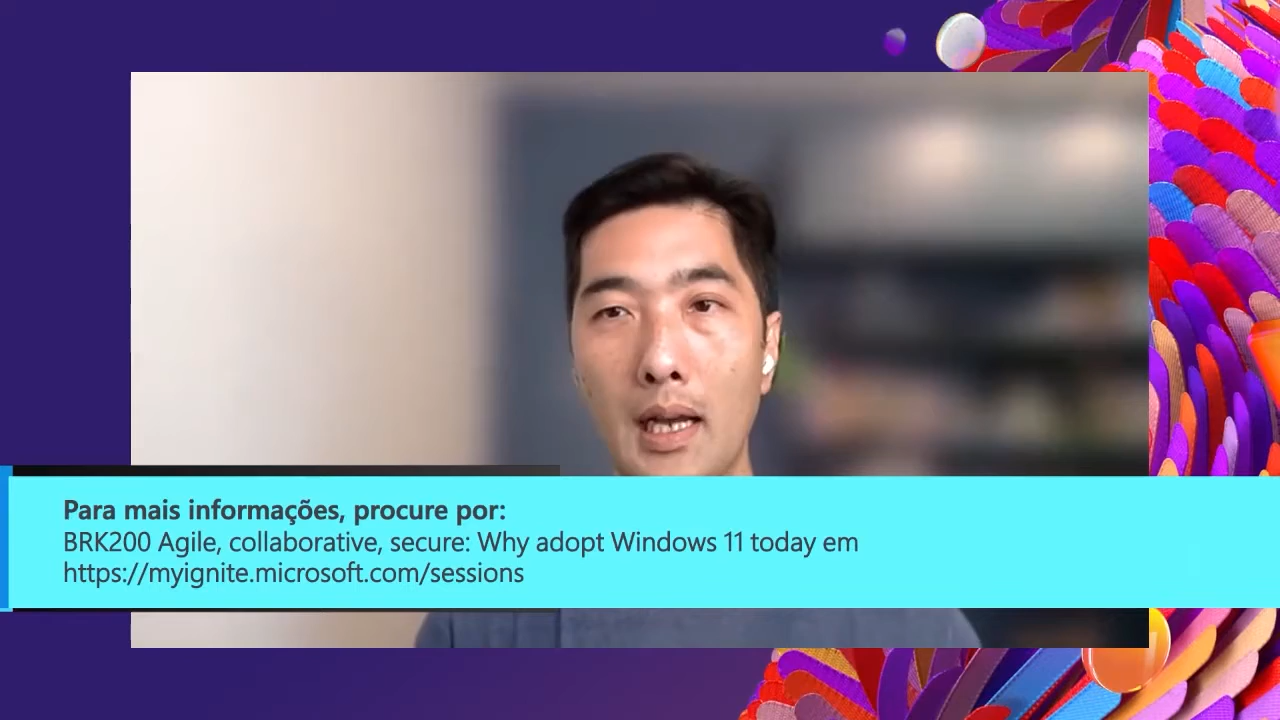 Para mais informações, procure por:
BRK200 Agile, collaborative, secure: Why adopt Windows 11 today em
https://myignite.microsoft.com/sessions